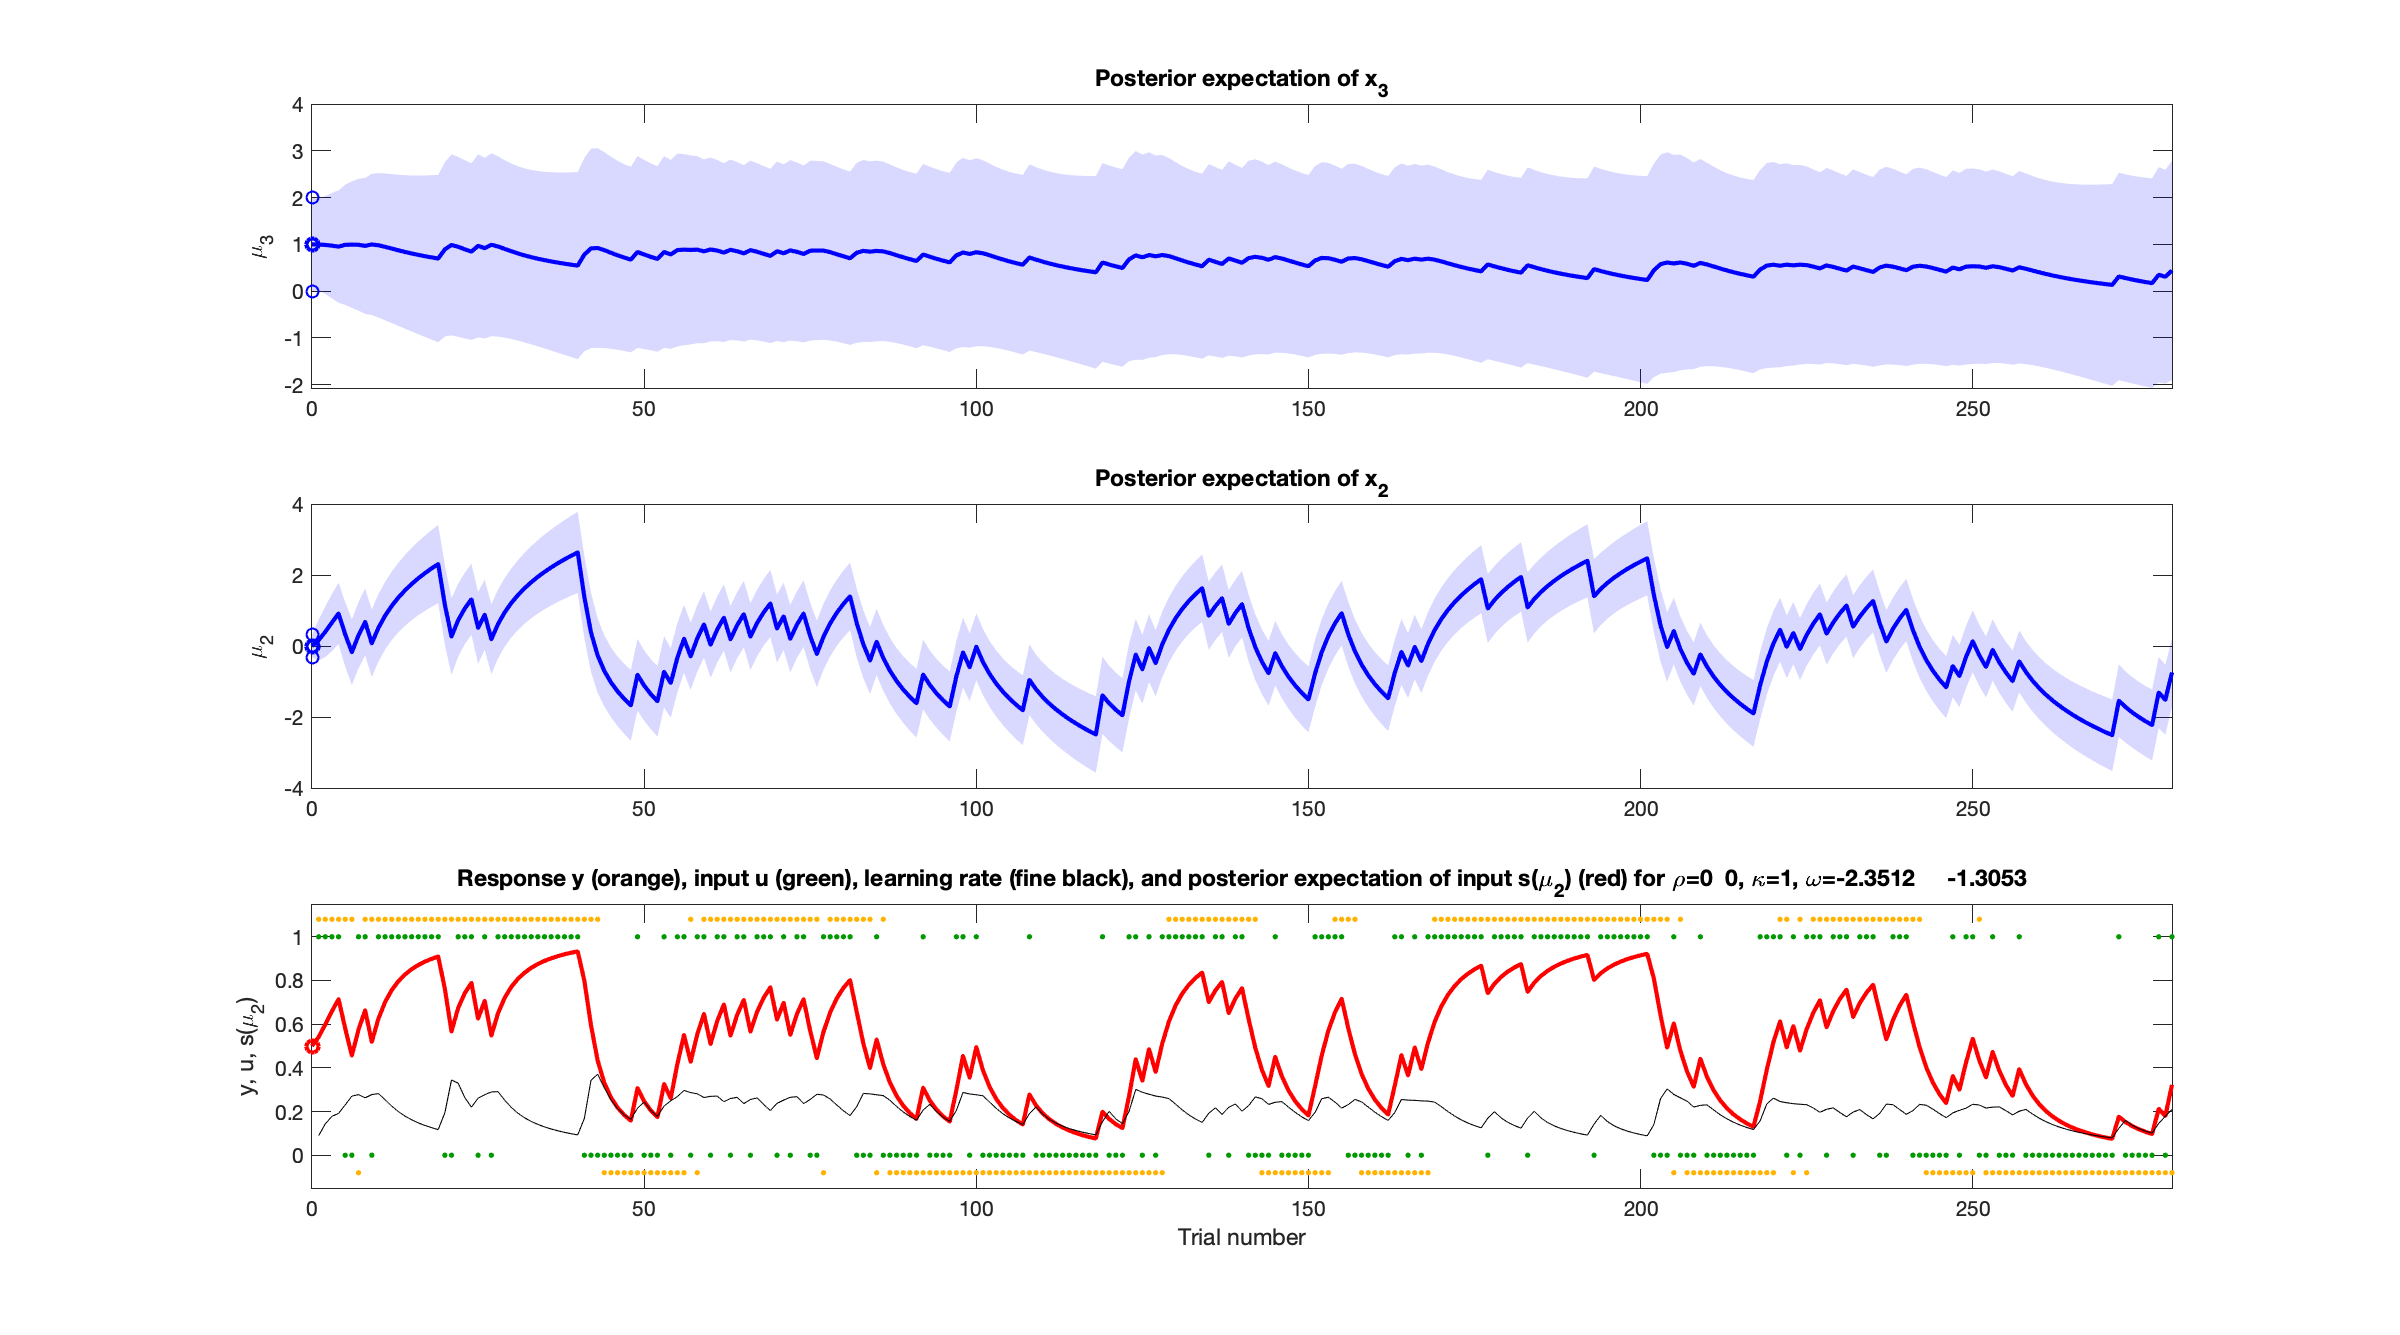 Posterior expectation of x3
4
3
2
1
0
-1
-2
μ3
0 50 100 150 200 250
Posterior expectation of x2
4
2
0
-2
-4
μ2
0 50 100 150 200 250
Response y (orange), input u (green), learning rate (fine black), and posterior expectation of input s(μ2) (red) for ρ=0 0, κ=1, ω=-2.3512 -1.3053
1
0.8
0.6
0.4
0.2
0
y, u, s(μ2)
0 50 100 150 200 250
Trial number